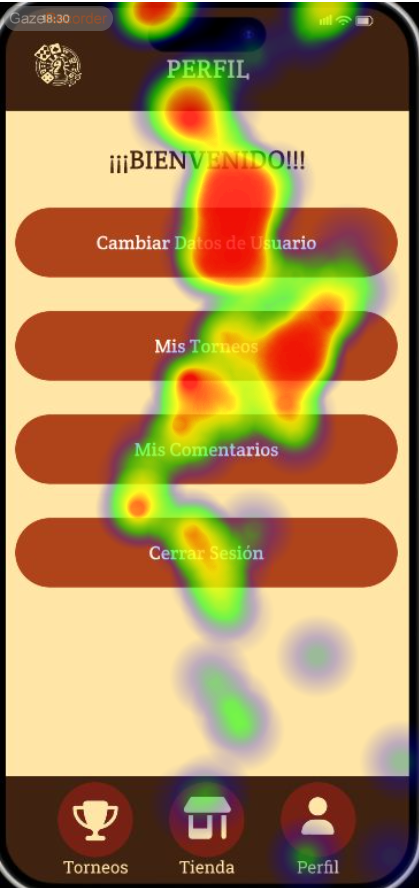 GazeRecorder
18:30
PERFIL
¡¡¡BIENVENIDO!!!
Cambiar Datos de Usuario
Mis Torneos
Mis Comentarios
Cerrar Sesión
Torneos
Tienda
Perfil